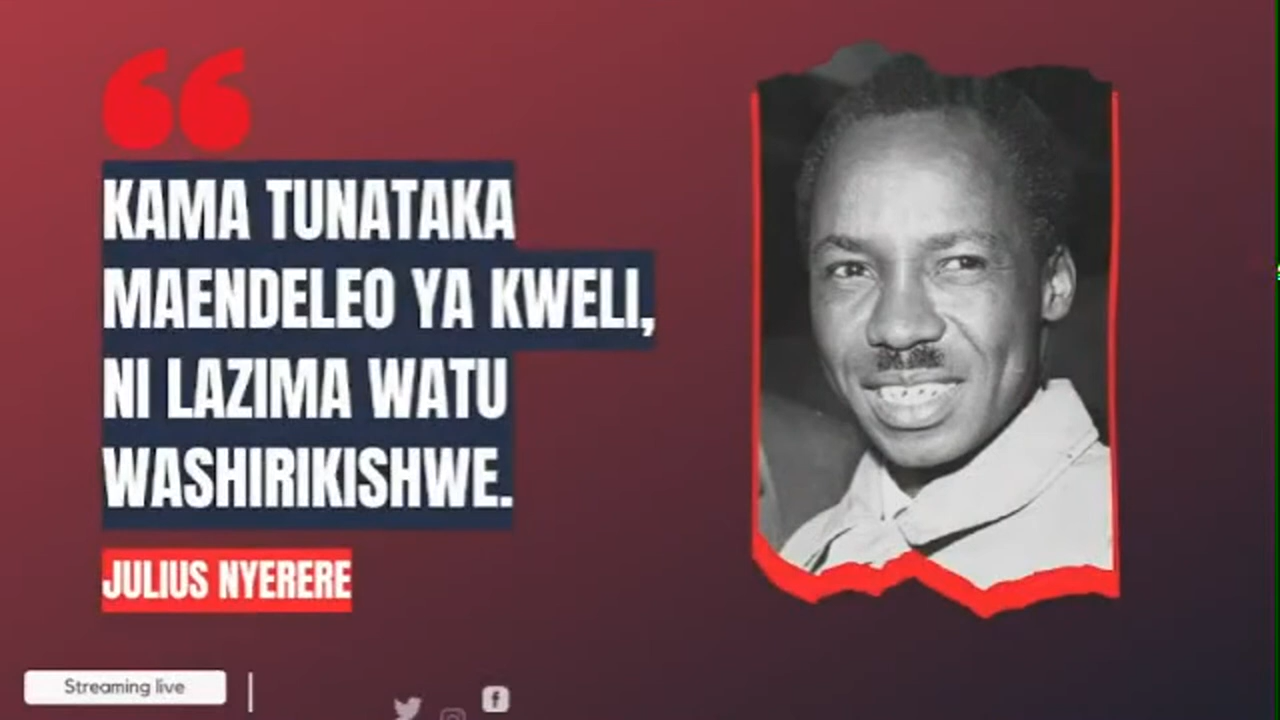 KAMA TUNATAKA
MAENDELEO YA KWELI,
NI LAZIMA WATU
WASHIRIKISHWE.
JULIUS NYERERE
Streaming live